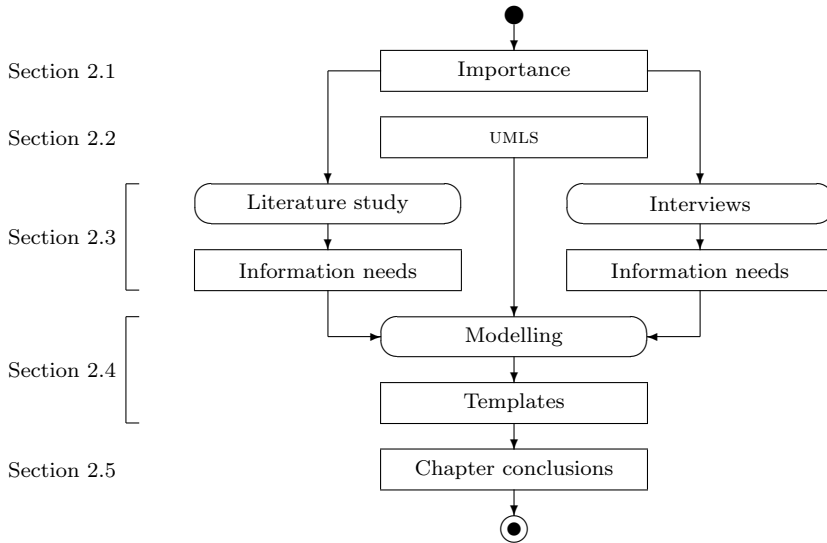 Section 2.1 Importance
Section 2.2 UMLS
Literature study Interviews
Section 2.3
Information needs Information needs
Modelling
Section 2.4
Templates
Section 2.5 Chapter conclusions